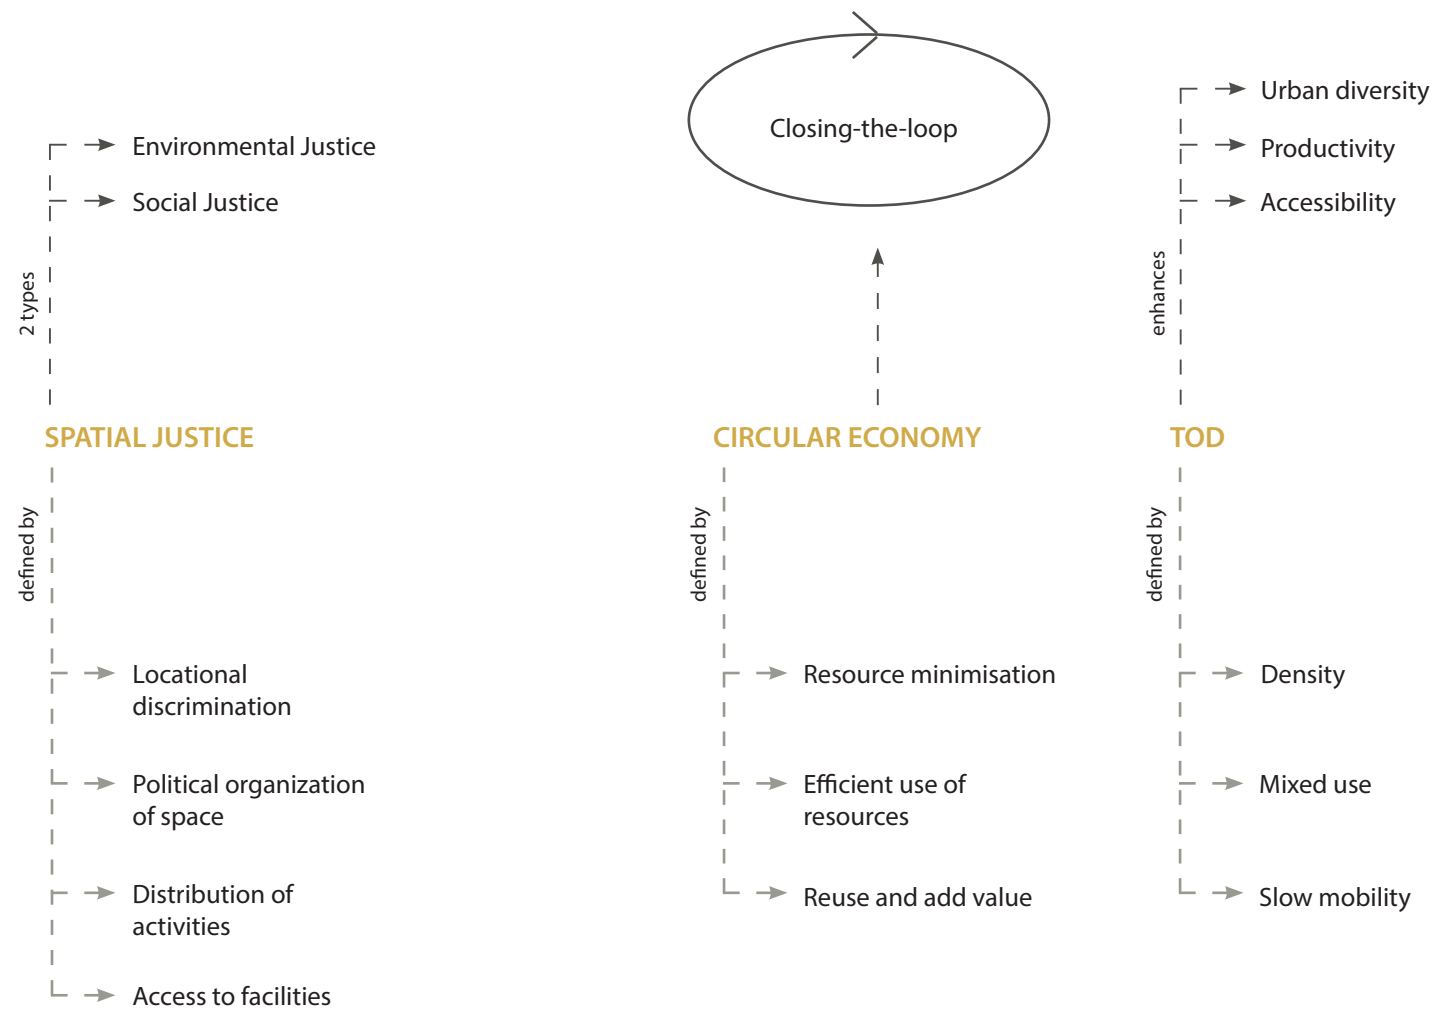 Environmental Justice
Social Justice
2 types
SPATIAL JUSTICE
defined by
Locational
discrimination
Political organization
of space
Distribution of
activities
Access to facilities
Closing-the-loop
CIRCULAR ECONOMY
defined by
Resource minimisation
Efficient use of
resources
Reuse and add value
Urban diversity
Productivity
Accessibility
enhances
TOD
defined by
Density
Mixed use
Slow mobility